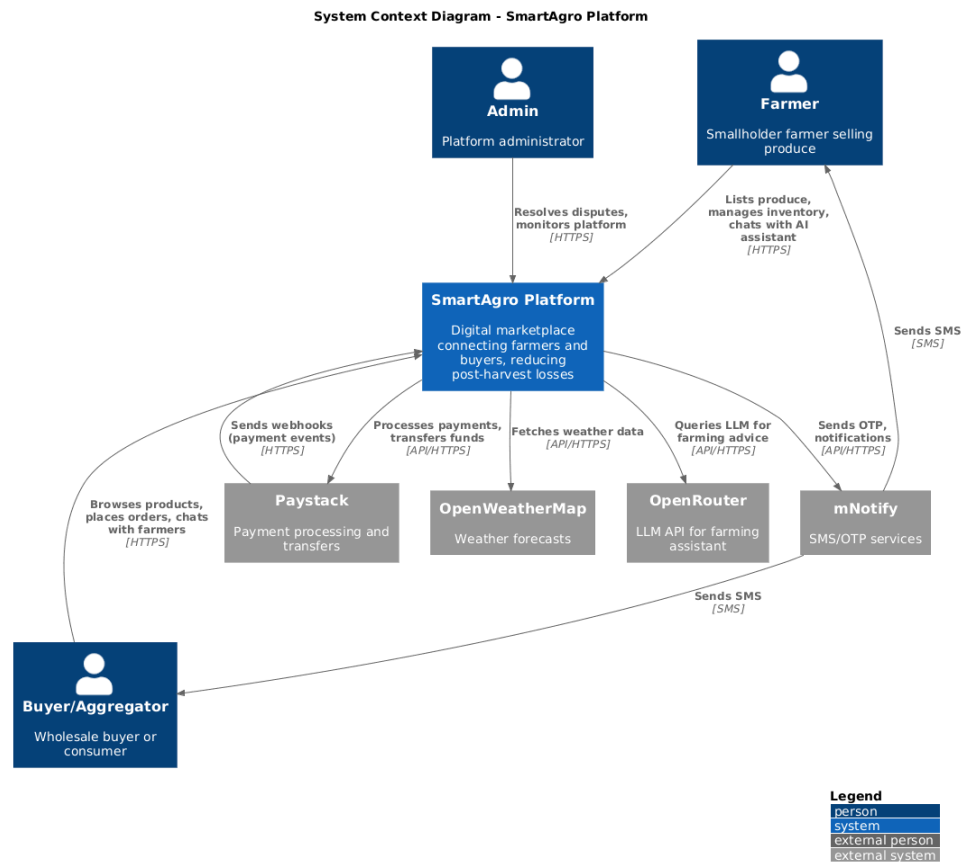 System Context Diagram - SmartAgro Platform
Admin
Platform administrator
Farmer
Smallholder farmer selling
produce
Resolves disputes,
monitors platform
[HTTPS]
Lists produce,
manages inventory,
chats with AI
assistant
[HTTPS]
SmartAgro Platform
Digital marketplace
connecting farmers and
buyers, reducing
post-harvest losses
Sends SMS
[SMS]
Sends webhooks
(payment events)
[HTTPS]
Processes payments,
transfers funds
[API/HTTPS]
Fetches weather data
[API/HTTPS]
Queries LLM for
farming advice
[API/HTTPS]
Sends OTP,
notifications
[API/HTTPS]
Browses products,
places orders, chats
with farmers
[HTTPS]
Paystack
Payment processing and
transfers
OpenWeatherMap
Weather forecasts
OpenRouter
LLM API for farming
assistant
mNotify
SMS/OTP services
Sends SMS
[SMS]
Buyer/Aggregator
Wholesale buyer or
consumer
Legend
person
system
external person
external system